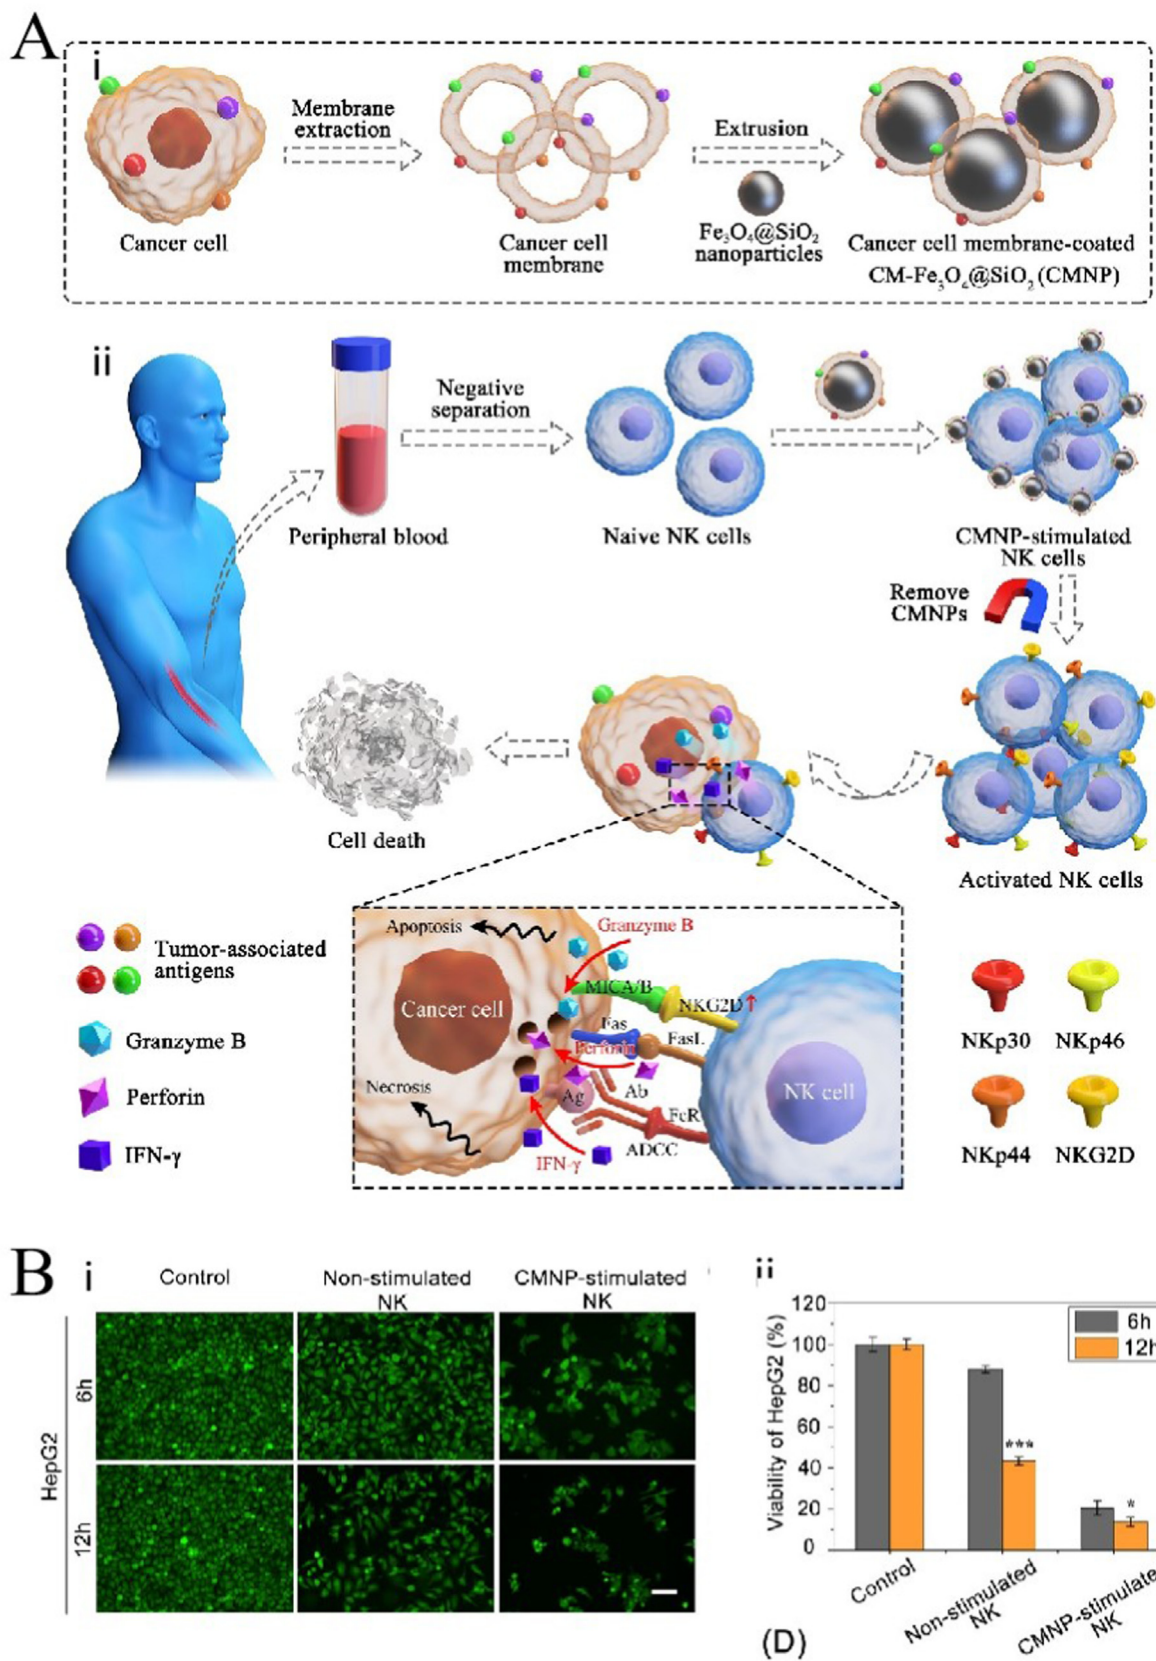 A
i
Membrane
extraction
Extrusion
Cancer cell
Cancer cell
membrane
Fe₃O₄@SiO₂
nanoparticles
Cancer cell membrane-coated
CM-Fe₃O₄@SiO₂ (CMNP)
ii
Negative
separation
Peripheral blood
Naive NK cells
CMNP-stimulated
NK cells
Remove
CMNPs
Cell death
Activated NK cells
Tumor-associated
antigens
Granzyme B
Perforin
IFN-γ
Apoptosis
Granzyme B
MICA/B
NKG2D↑
Cancer cell
Fas
FasL
Perforin
Necrosis
Ag
Ab
FcR
ADCC
IFN-γ
NK cell
NKp30
NKp46
NKp44
NKG2D
B
i
Control
Non-stimulated
NK
CMNP-stimulated
NK
HepG2
6h
12h
ii
Viability of HepG2 (%)
120
100
80
60
40
20
0
6h
12h
***
*
Control
Non-stimulated
NK
CMNP-stimulate
NK
(D)